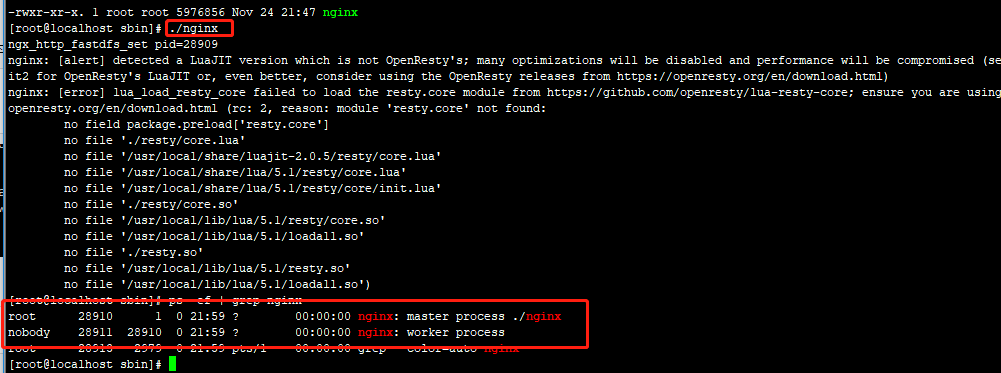 -rwxr-xr-x. 1 root root 5976856 Nov 24 21:47 nginx
[root@localhost sbin]# ./nginx
ngx_http_fastdfs_set pid=28909
nginx: [alert] detected a LuaJIT version which is not OpenResty's; many optimizations will be disabled and performance will be compromised (se
it2 for OpenResty's LuaJIT or, even better, consider using the OpenResty releases from https://openresty.org/en/download.html)
nginx: [error] lua_load_resty_core failed to load the resty.core module from https://github.com/openresty/lua-resty-core; ensure you are using
openresty.org/en/download.html (rc: 2, reason: module 'resty.core' not found:
no field package.preload['resty.core']
no file './resty/core.lua'
no file '/usr/local/share/luajit-2.0.5/resty/core.lua'
no file '/usr/local/share/lua/5.1/resty/core.lua'
no file '/usr/local/share/lua/5.1/resty/core/init.lua'
no file './resty/core.so'
no file '/usr/local/lib/lua/5.1/resty/core.so'
no file '/usr/local/lib/lua/5.1/loadall.so'
no file './resty.so'
no file '/usr/local/lib/lua/5.1/resty.so'
no file '/usr/local/lib/lua/5.1/loadall.so')
[root@localhost sbin]# ps -ef | grep nginx
root 28910 1 0 21:59 ? 00:00:00 nginx: master process ./nginx
nobody 28911 28910 0 21:59 ? 00:00:00 nginx: worker process
root 2979 0 21:59 pts/1 00:00:00 grep --color=auto nginx
[root@localhost sbin]#